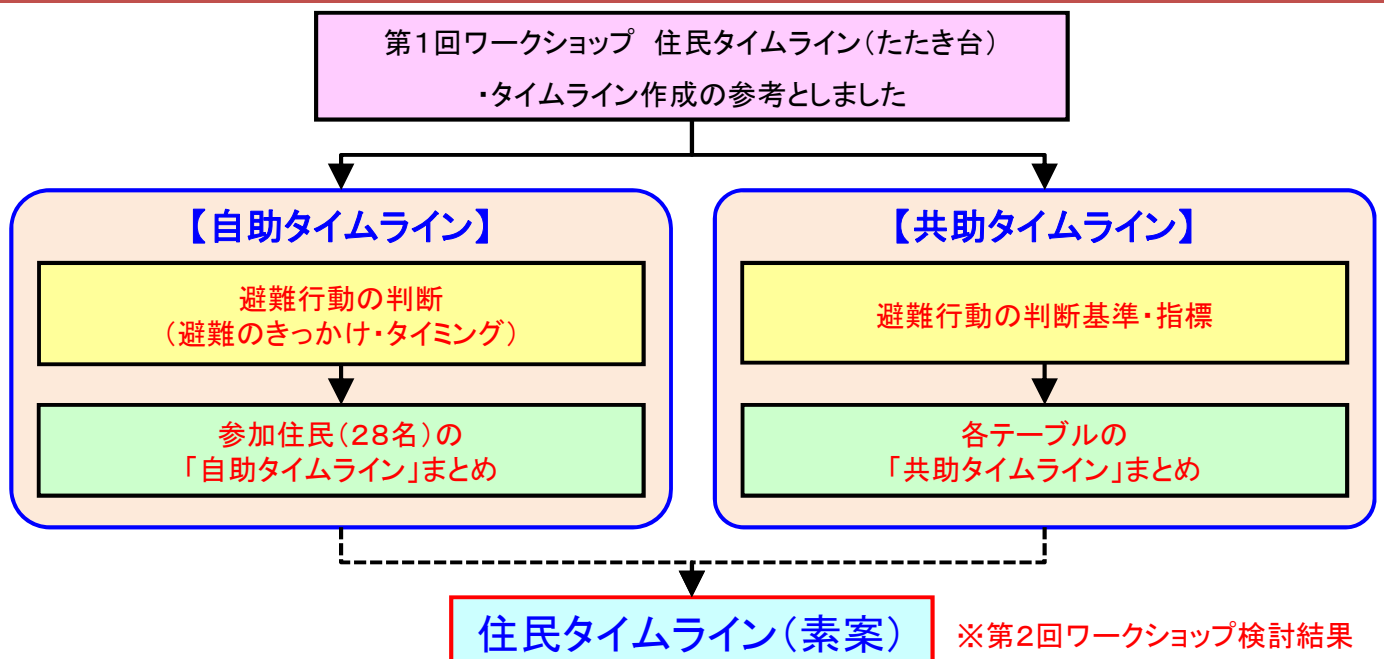 第1回ワークショップ 住民タイムライン(たたき台)
・タイムライン作成の参考としました
【自助タイムライン】
避難行動の判断
(避難のきっかけ・タイミング)
参加住民(28名)の
「自助タイムライン」まとめ
【共助タイムライン】
避難行動の判断基準・指標
各テーブルの
「共助タイムライン」まとめ
住民タイムライン(素案)
※第2回ワークショップ検討結果